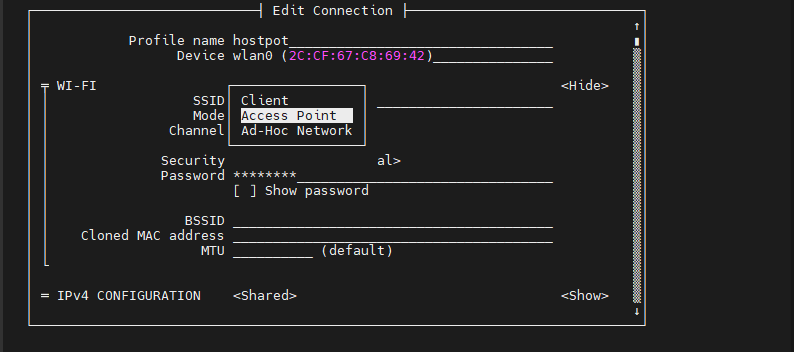 Edit Connection
Profile name hostpot
Device wlan0 (2C:CF:67:C8:69:42)
WI-FI <Hide>
SSID Client
Mode Access Point
Channel Ad-Hoc Network
Security al>
Password ********
[ ] Show password
BSSID
Cloned MAC address
MTU (default)
IPv4 CONFIGURATION <Shared> <Show>